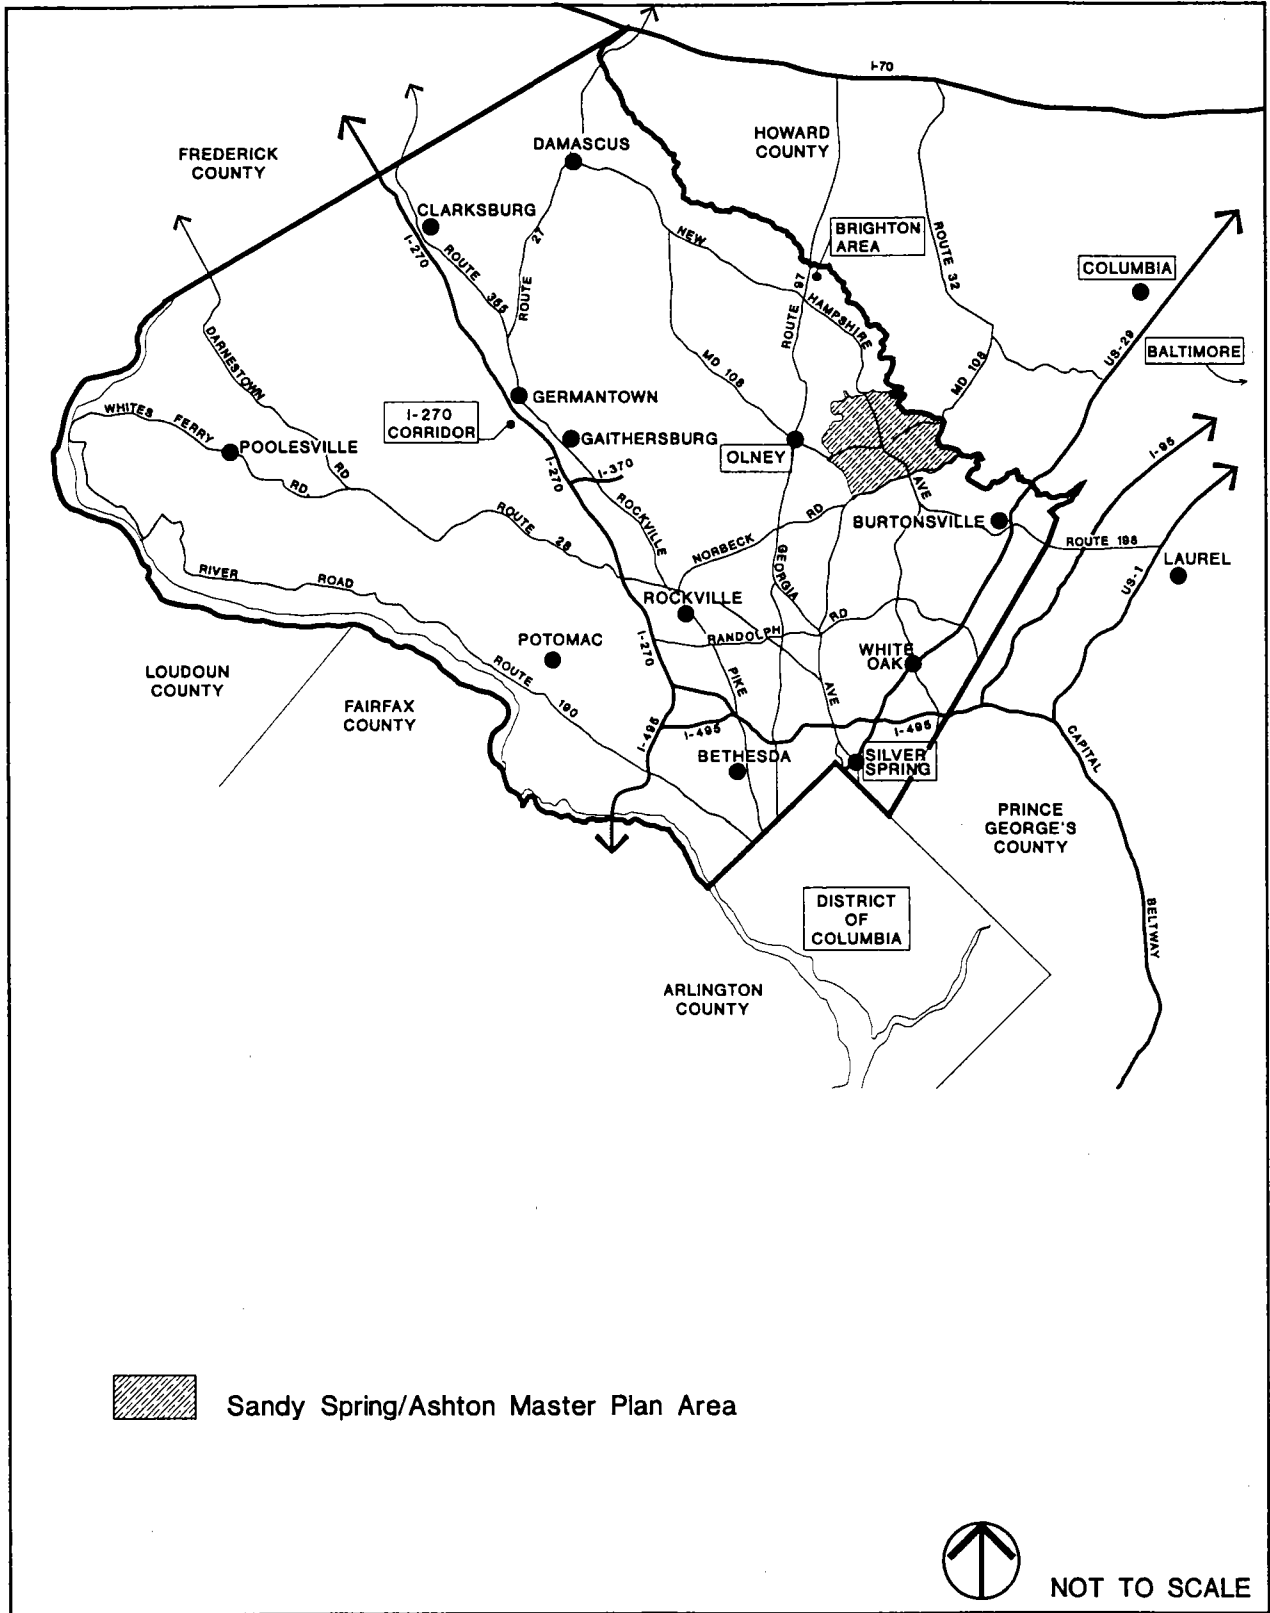 I-70
HOWARD
COUNTY
DAMASCUS
FREDERICK
COUNTY
CLARKSBURG
I-270
ROUTE 355
ROUTE 27
NEW
HAMPSHIRE
AVE
BRIGHTON
AREA
ROUTE 97
ROUTE 32
COLUMBIA
US-29
BALTIMORE
DARNESTOWN
RD
MD 108
MD 108
WHITES FERRY RD.
POOLESVILLE
GERMANTOWN
I-270
CORRIDOR
GAITHERSBURG
I-270
I-370
OLNEY
I-95
ROCKVILLE
PIKE
ROUTE 28
NORBECK RD
BURTONSVILLE
ROUTE 198
LAUREL
US-1
GEORGIA
AVE
RIVER ROAD
ROCKVILLE
RANDOLPH RD
I-270
POTOMAC
WHITE
OAK
LOUDOUN
COUNTY
FAIRFAX
COUNTY
ROUTE 190
I-495
I-495
I-495
BETHESDA
SILVER
SPRING
CAPITAL
BELTWAY
PRINCE
GEORGE'S
COUNTY
DISTRICT
OF
COLUMBIA
ARLINGTON
COUNTY
Sandy Spring/Ashton Master Plan Area
NOT TO SCALE